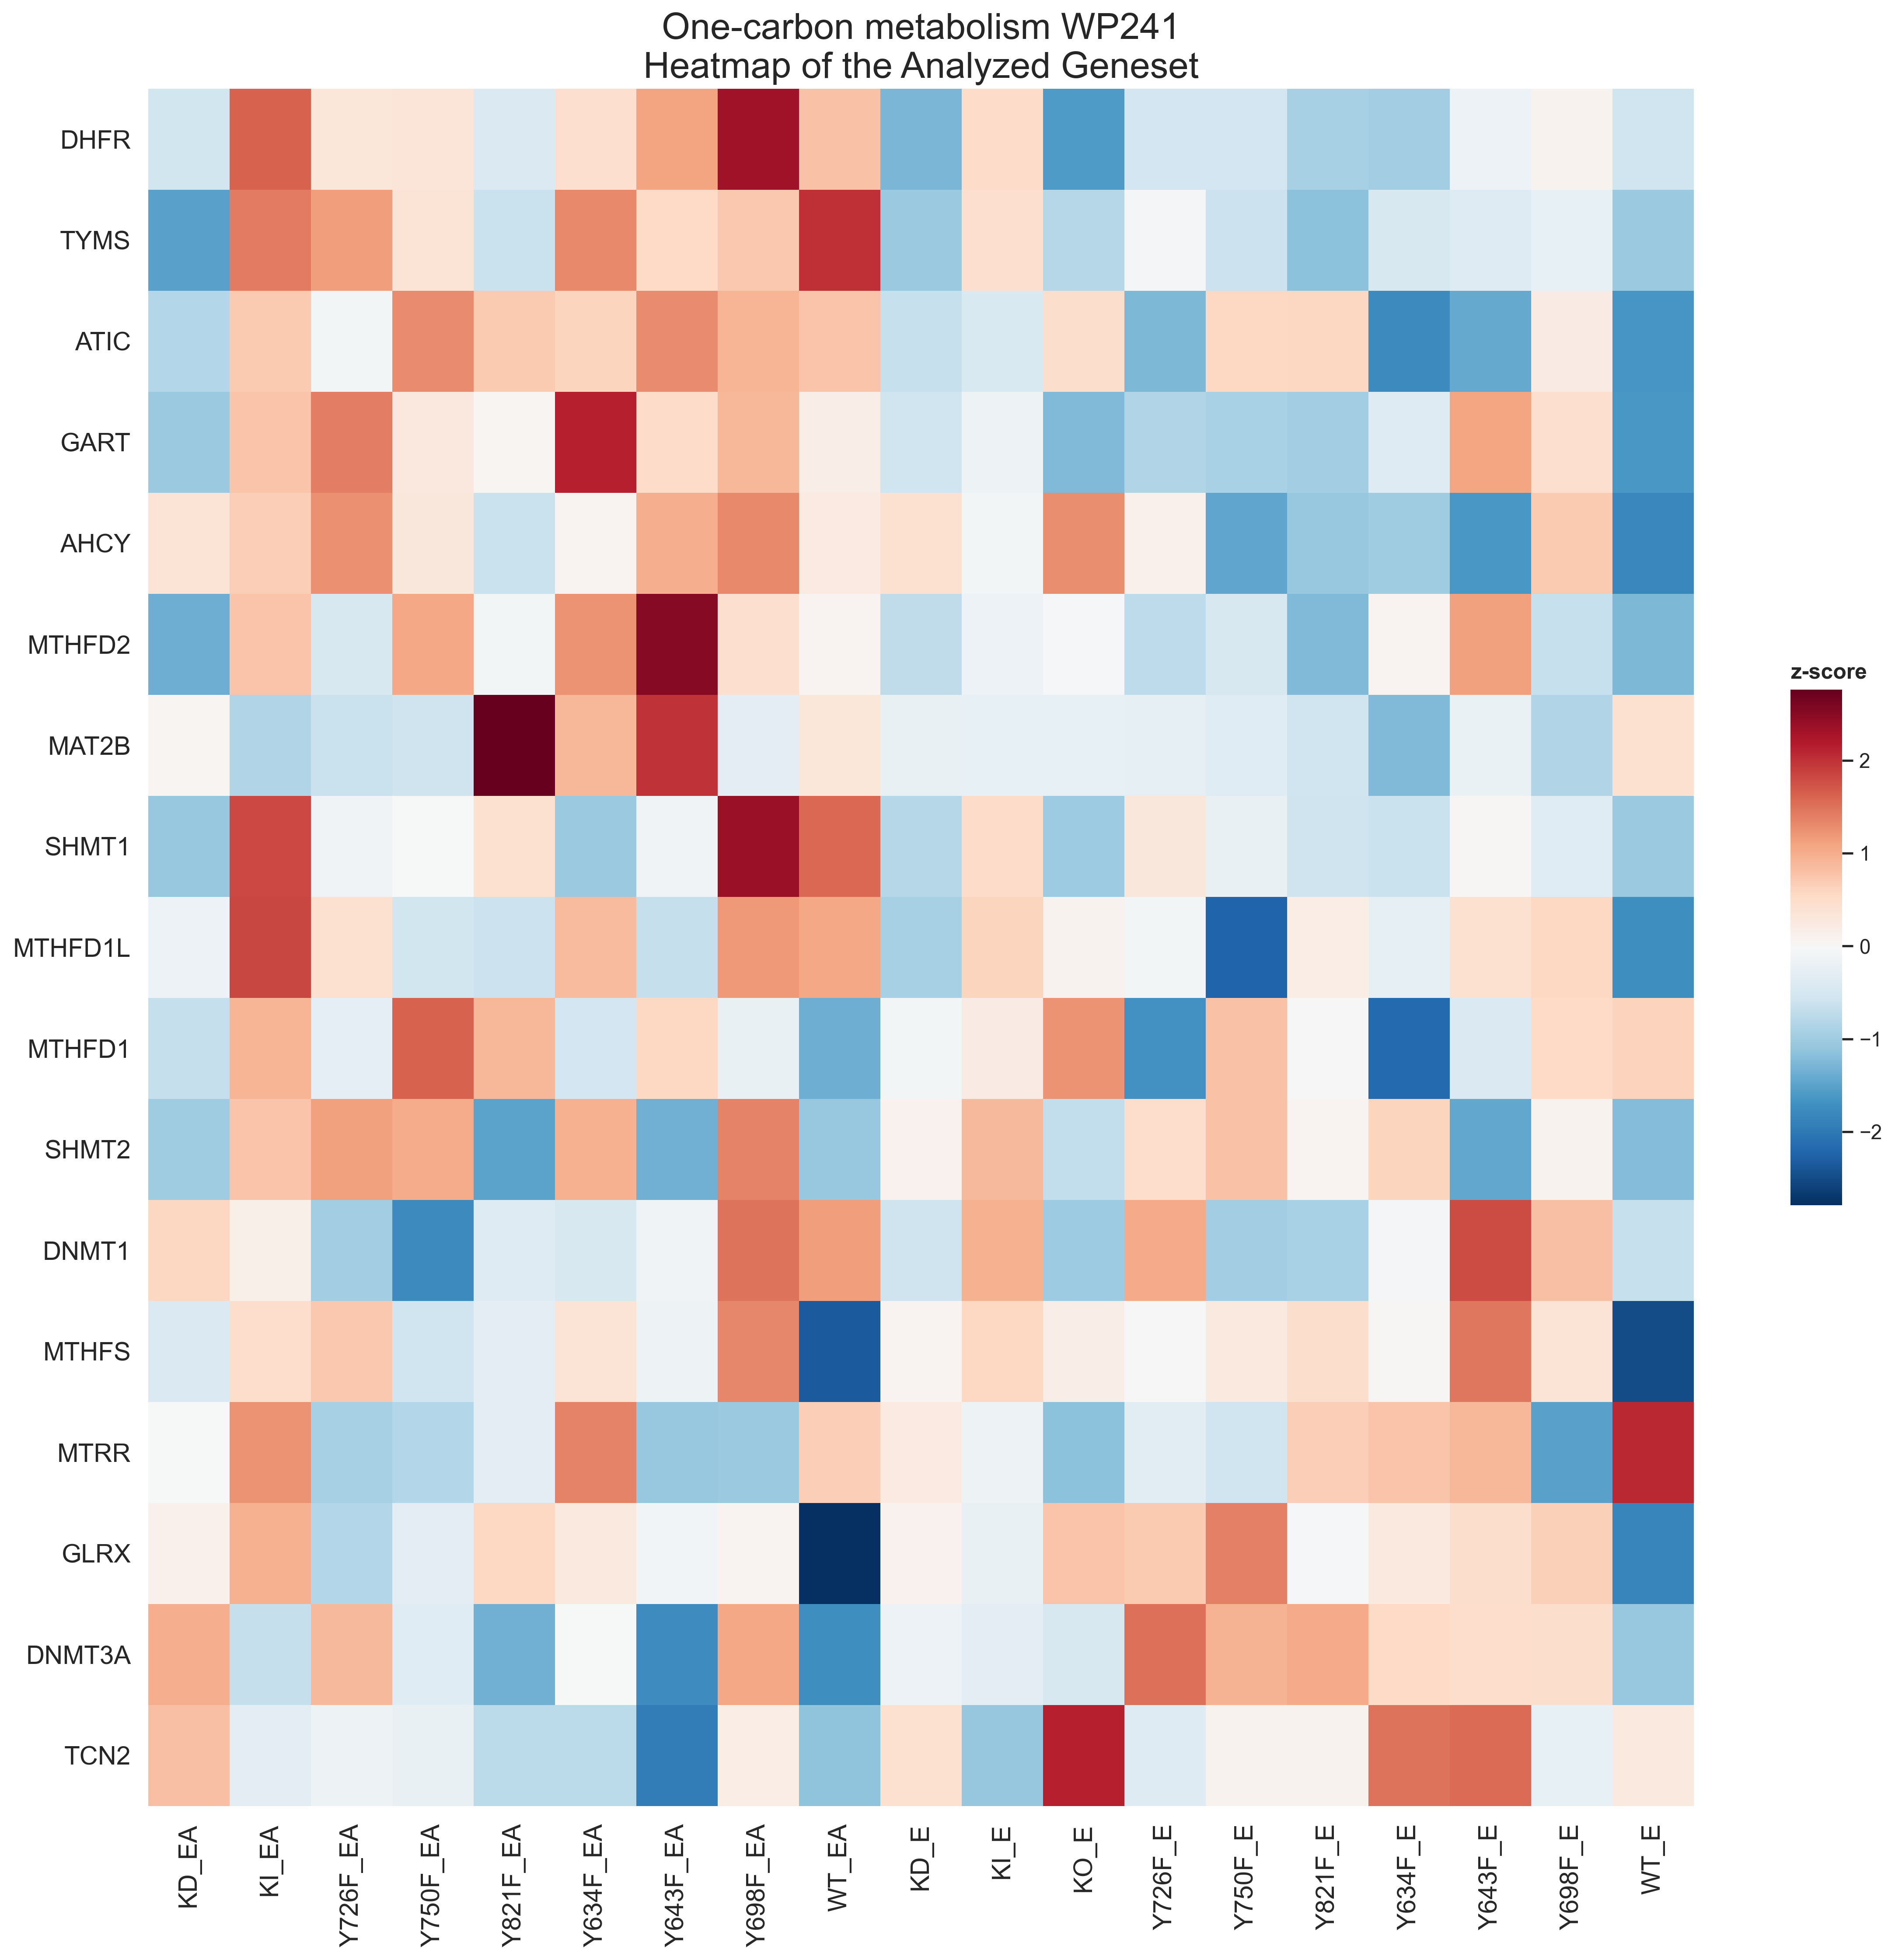 One-carbon metabolism WP241
Heatmap of the Analyzed Geneset
DHFR
TYMS
ATIC
GART
AHCY
MTHFD2
MAT2B
SHMT1
MTHFD1L
MTHFD1
SHMT2
DNMT1
MTHFS
MTRR
GLRX
DNMT3A
TCN2
KD_EA
KI_EA
Y726F_EA
Y750F_EA
Y821F_EA
Y634F_EA
Y643F_EA
Y698F_EA
WT_EA
KD_E
KI_E
KO_E
Y726F_E
Y750F_E
Y821F_E
Y634F_E
Y643F_E
Y698F_E
WT_E
z-score
2
1
0
−1
−2